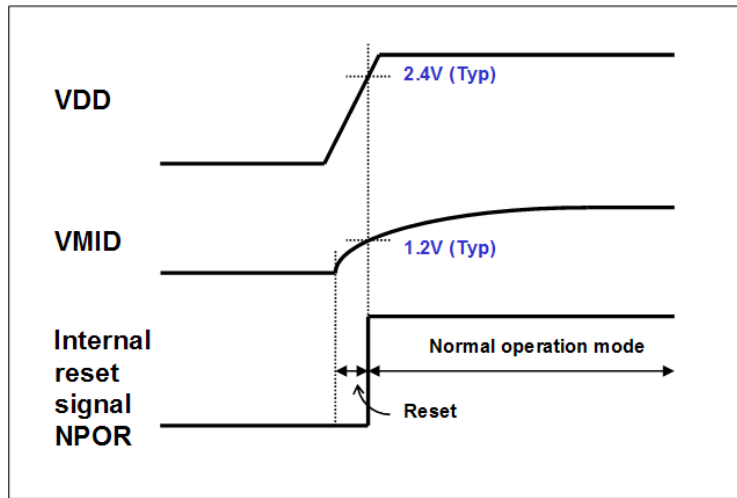 VDD
2.4V (Typ)
VMID
1.2V (Typ)
Internal
reset
signal
NPOR
Normal operation mode
Reset